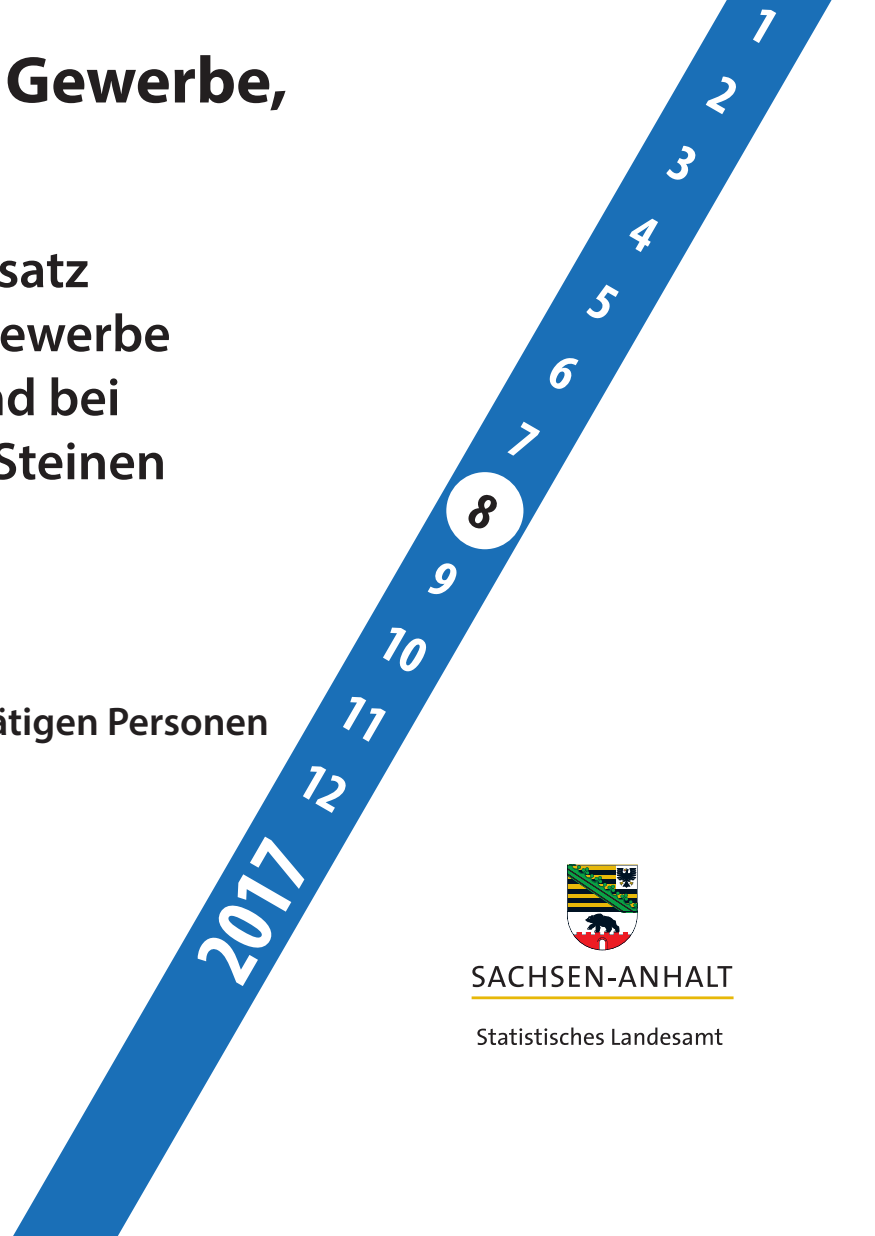 Gewerbe,
satz
ewerbe
d bei
Steinen
ätigen Personen
1
2
3
4
5
6
7
8
9
10
11
12
2017
SACHSEN-ANHALT
Statistisches Landesamt